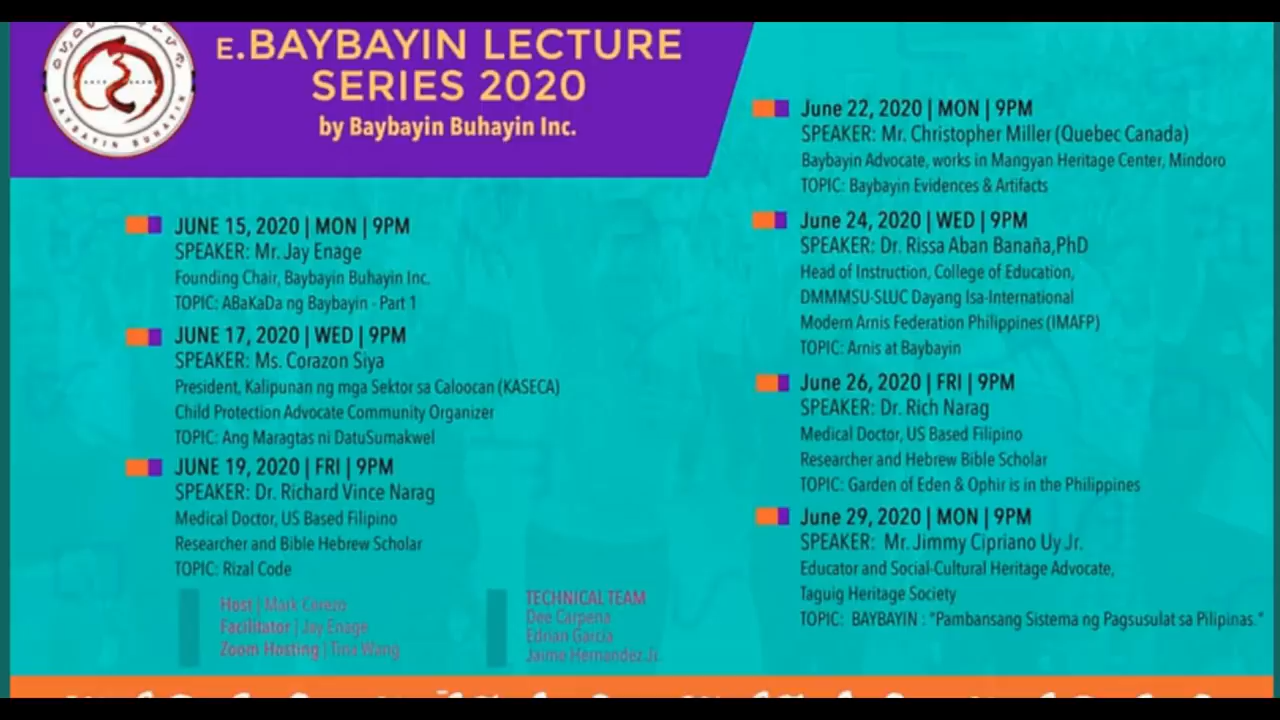 BAYBAYIN BUHAYIN
E.BAYBAYIN LECTURE
SERIES 2020
by Baybayin Buhayin Inc.
JUNE 15, 2020 | MON | 9PM
SPEAKER: Mr. Jay Enage
Founding Chair, Baybayin Buhayin Inc.
TOPIC: ABaKaDa ng Baybayin - Part 1
JUNE 17, 2020 | WED | 9PM
SPEAKER: Ms. Corazon Siya
President, Kalipunan ng mga Sektor sa Caloocan (KASECA)
Child Protection Advocate Community Organizer
TOPIC: Ang Maragtas ni DatuSumakwel
JUNE 19, 2020 | FRI | 9PM
SPEAKER: Dr. Richard Vince Narag
Medical Doctor, US Based Filipino
Researcher and Bible Hebrew Scholar
TOPIC: Rizal Code
Host | Mark Cerezo
Facilitator | Jay Enage
Zoom Hosting | Tina Wang
TECHNICAL TEAM
Dee Carpena
Ednan Garcia
Jaime Hernandez Jr.
June 22, 2020 | MON | 9PM
SPEAKER: Mr. Christopher Miller (Quebec Canada)
Baybayin Advocate, works in Mangyan Heritage Center, Mindoro
TOPIC: Baybayin Evidences & Artifacts
June 24, 2020 | WED | 9PM
SPEAKER: Dr. Rissa Aban Banaña,PhD
Head of Instruction, College of Education,
DMMMSU-SLUC Dayang Isa-International
Modern Arnis Federation Philippines (IMAFP)
TOPIC: Arnis at Baybayin
June 26, 2020 | FRI | 9PM
SPEAKER: Dr. Rich Narag
Medical Doctor, US Based Filipino
Researcher and Hebrew Bible Scholar
TOPIC: Garden of Eden & Ophir is in the Philippines
June 29, 2020 | MON | 9PM
SPEAKER: Mr. Jimmy Cipriano Uy Jr.
Educator and Social-Cultural Heritage Advocate,
Taguig Heritage Society
TOPIC: BAYBAYIN : "Pambansang Sistema ng Pagsusulat sa Pilipinas."